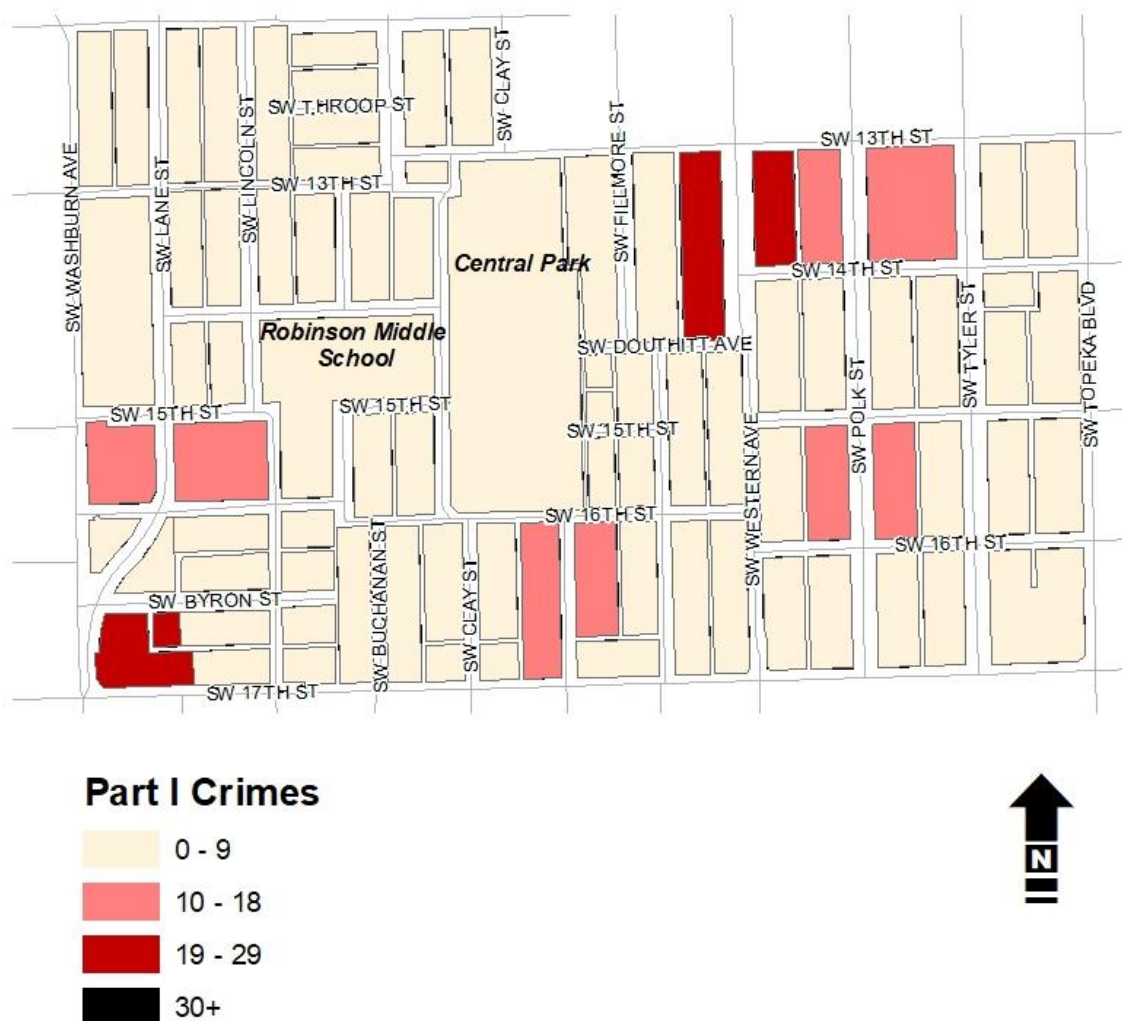 SW CLAY ST
SW THROOP ST
SW LINCOLN ST
SW FILLMORE ST
SW 13TH ST
SW WASHBURN AVE
SW LANE ST
SW 13TH ST
Central Park
SW 14TH ST
Robinson Middle
School
SW DOUTHITT AVE
SW TYLER ST
SW TOPEKA BLVD
SW POLK ST
SW 15TH ST
SW 15TH ST
SW 15TH ST
SW WESTERN AVE
SW 16TH ST
SW 16TH ST
SW BUCHANAN ST
SW CLAY ST
SW BYRON ST
SW 17TH ST
Part I Crimes
0 - 9
10 - 18
19 - 29
30+
N